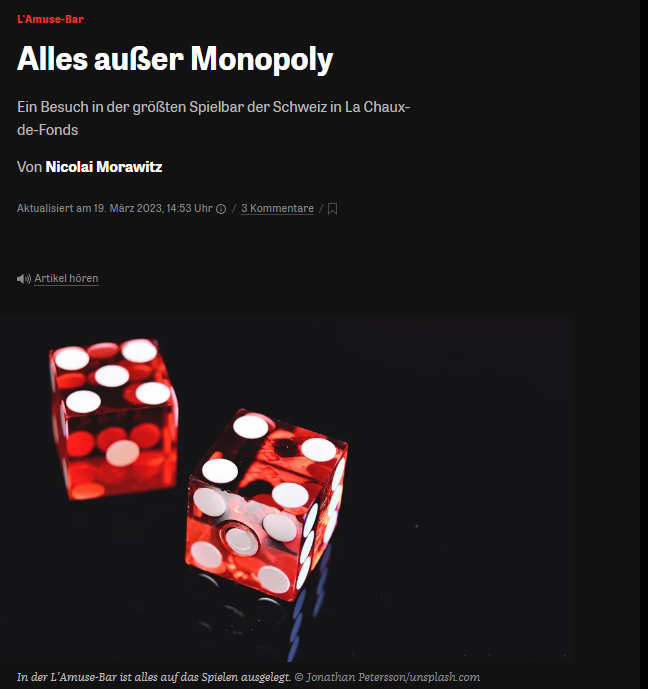 L'Amuse-Bar
Alles außer Monopoly
Ein Besuch in der größten Spielbar der Schweiz in La Chaux-
de-Fonds
Von Nicolai Morawitz
Aktualisiert am 19. März 2023, 14:53 Uhr / 3 Kommentare /
Artikel hören
In der L'Amuse-Bar ist alles auf das Spielen ausgelegt. © Jonathan Petersson/unsplash.com